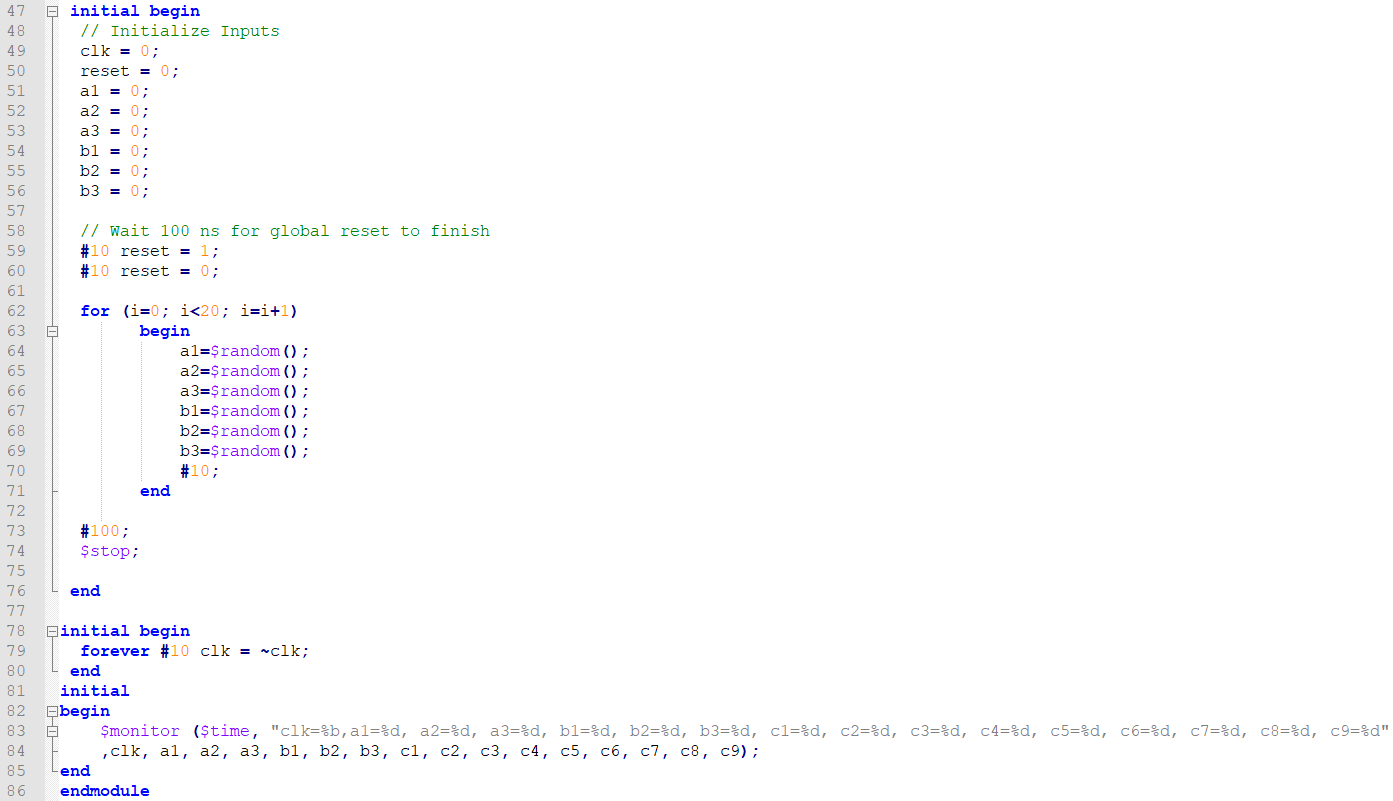 47 initial begin
48 // Initialize Inputs
49 clk = 0;
50 reset = 0;
51 a1 = 0;
52 a2 = 0;
53 a3 = 0;
54 b1 = 0;
55 b2 = 0;
56 b3 = 0;
57
58 // Wait 100 ns for global reset to finish
59 #10 reset = 1;
60 #10 reset = 0;
61
62 for (i=0; i<20; i=i+1)
63 begin
64 a1=$random();
65 a2=$random();
66 a3=$random();
67 b1=$random();
68 b2=$random();
69 b3=$random();
70 #10;
71 end
72
73 #100;
74 $stop;
75
76 end
77
78 initial begin
79 forever #10 clk = ~clk;
80 end
81 initial
82 begin
83 $monitor ($time, "clk=%b,a1=%d, a2=%d, a3=%d, b1=%d, b2=%d, b3=%d, c1=%d, c2=%d, c3=%d, c4=%d, c5=%d, c6=%d, c7=%d, c8=%d, c9=%d"
84 ,clk, a1, a2, a3, b1, b2, b3, c1, c2, c3, c4, c5, c6, c7, c8, c9);
85 end
86 endmodule